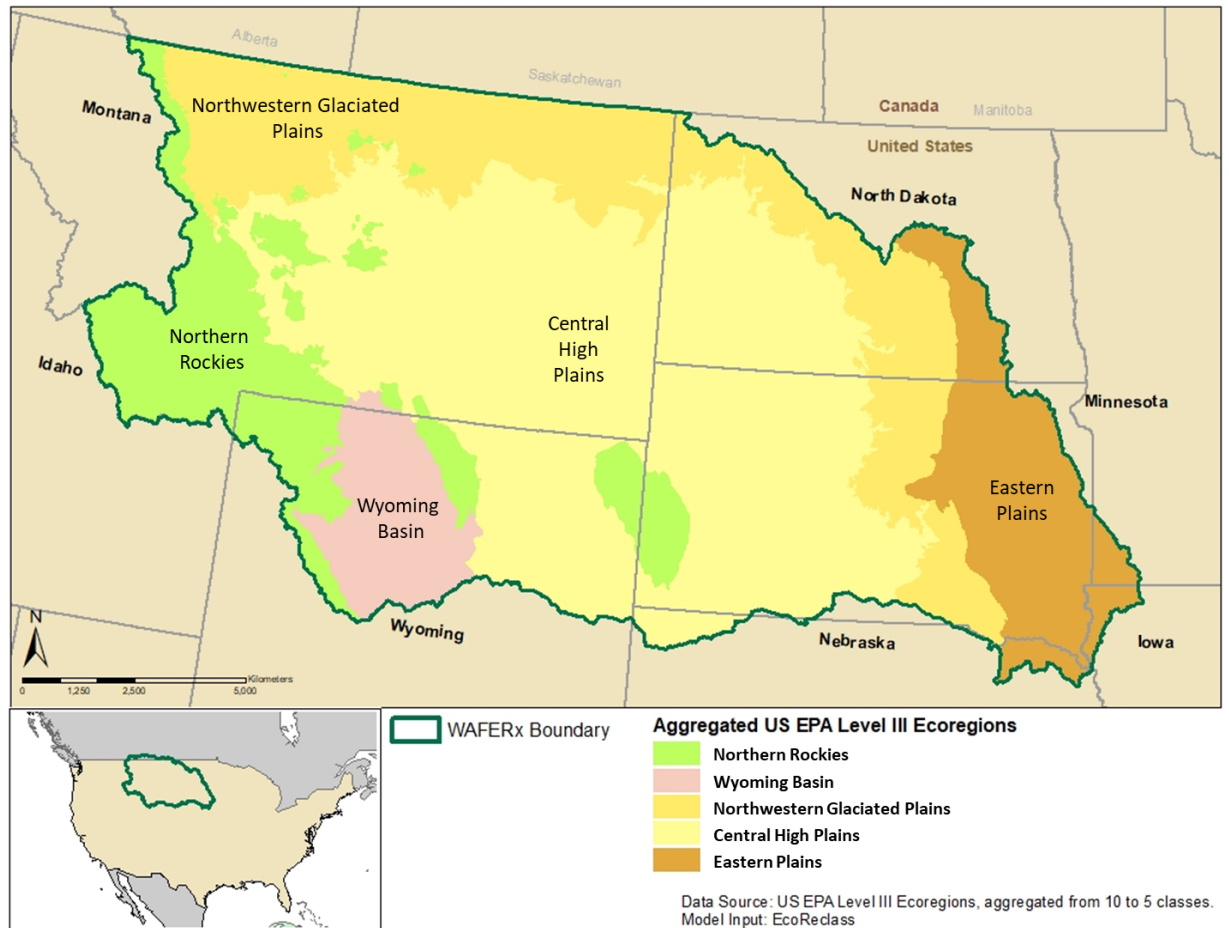 Alberta
Saskatchewan
Canada
Manitoba
United States
Northwestern Glaciated
Plains
Montana
North Dakota
Northern
Rockies
Central
High
Plains
Idaho
Minnesota
Wyoming
Basin
Eastern
Plains
N
Wyoming
Nebraska
Iowa
0 1,250 2,500 5,000
Kilometers
WAFERx Boundary
Aggregated US EPA Level III Ecoregions
Northern Rockies
Wyoming Basin
Northwestern Glaciated Plains
Central High Plains
Eastern Plains
Data Source: US EPA Level III Ecoregions, aggregated from 10 to 5 classes.
Model Input: EcoReclass